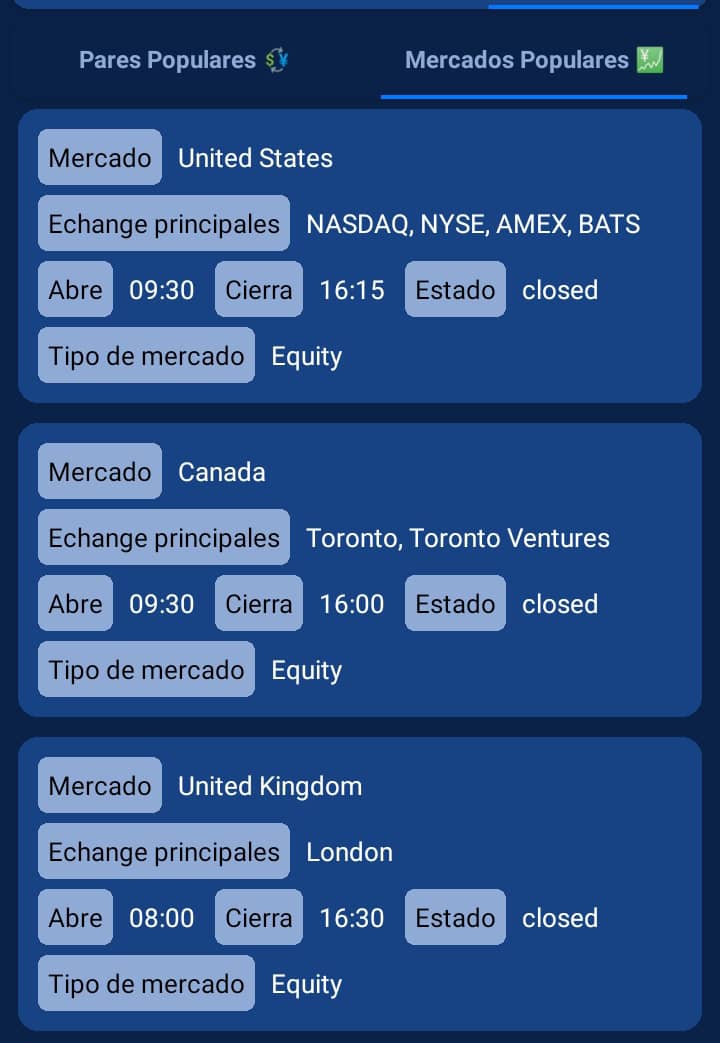 Pares Populares
Mercados Populares
Mercado United States
Echange principales NASDAQ, NYSE, AMEX, BATS
Abre 09:30 Cierra 16:15 Estado closed
Tipo de mercado Equity
Mercado Canada
Echange principales Toronto, Toronto Ventures
Abre 09:30 Cierra 16:00 Estado closed
Tipo de mercado Equity
Mercado United Kingdom
Echange principales London
Abre 08:00 Cierra 16:30 Estado closed
Tipo de mercado Equity